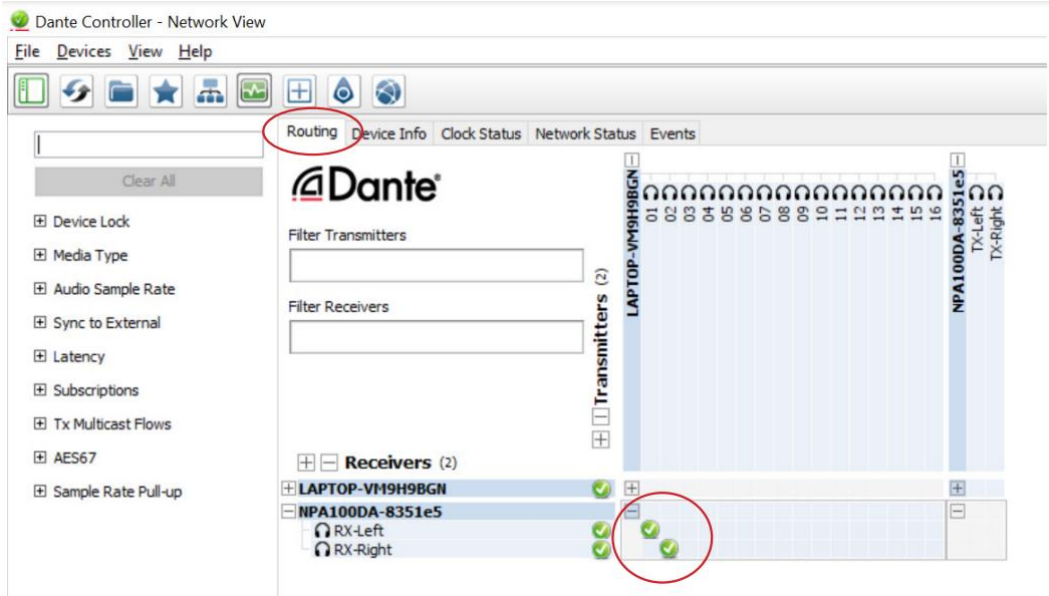 Dante Controller - Network View
File Devices View Help
Routing Device Info Clock Status Network Status Events
Clear All
Device Lock
Media Type
Audio Sample Rate
Sync to External
Latency
Subscriptions
Tx Multicast Flows
AES67
Sample Rate Pull-up
Dante®
Filter Transmitters
Filter Receivers
Transmitters (2)
LAPTOP-VM9H9BGN
01
02
03
04
05
06
07
08
09
10
11
12
13
14
15
16
NPA100DA-8351e5
TX-Left
TX-Right
Receivers (2)
LAPTOP-VM9H9BGN
NPA100DA-8351e5
RX-Left
RX-Right